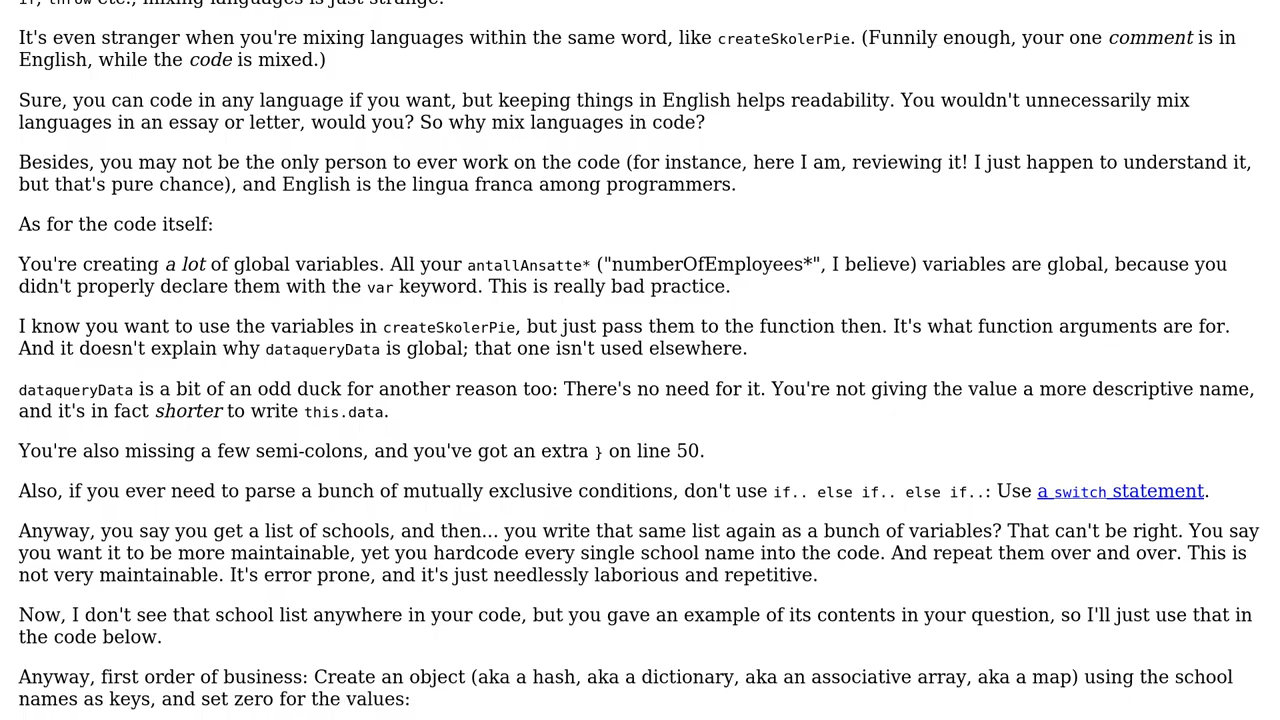 if, throw etc., mixing languages is just strange.
It's even stranger when you're mixing languages within the same word, like createSkolerPie. (Funnily enough, your one comment is in
English, while the code is mixed.)
Sure, you can code in any language if you want, but keeping things in English helps readability. You wouldn't unnecessarily mix
languages in an essay or letter, would you? So why mix languages in code?
Besides, you may not be the only person to ever work on the code (for instance, here I am, reviewing it! I just happen to understand it,
but that's pure chance), and English is the lingua franca among programmers.
As for the code itself:
You're creating a lot of global variables. All your antallAnsatte* ("numberOfEmployees*", I believe) variables are global, because you
didn't properly declare them with the var keyword. This is really bad practice.
I know you want to use the variables in createSkolerPie, but just pass them to the function then. It's what function arguments are for.
And it doesn't explain why dataqueryData is global; that one isn't used elsewhere.
dataqueryData is a bit of an odd duck for another reason too: There's no need for it. You're not giving the value a more descriptive name,
and it's in fact shorter to write this.data.
You're also missing a few semi-colons, and you've got an extra } on line 50.
Also, if you ever need to parse a bunch of mutually exclusive conditions, don't use if.. else if.. else if..: Use a switch statement.
Anyway, you say you get a list of schools, and then... you write that same list again as a bunch of variables? That can't be right. You say
you want it to be more maintainable, yet you hardcode every single school name into the code. And repeat them over and over. This is
not very maintainable. It's error prone, and it's just needlessly laborious and repetitive.
Now, I don't see that school list anywhere in your code, but you gave an example of its contents in your question, so I'll just use that in
the code below.
Anyway, first order of business: Create an object (aka a hash, aka a dictionary, aka an associative array, aka a map) using the school
names as keys, and set zero for the values: